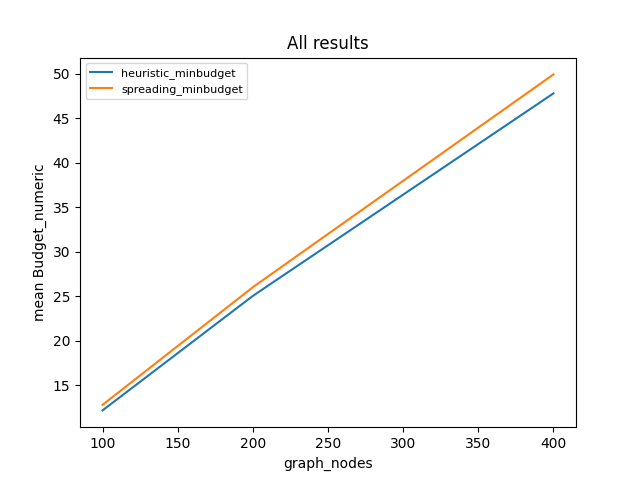 All results
heuristic_minbudget
spreading_minbudget
mean Budget_numeric
50
45
40
35
30
25
20
15
100 150 200 250 300 350 400
graph_nodes